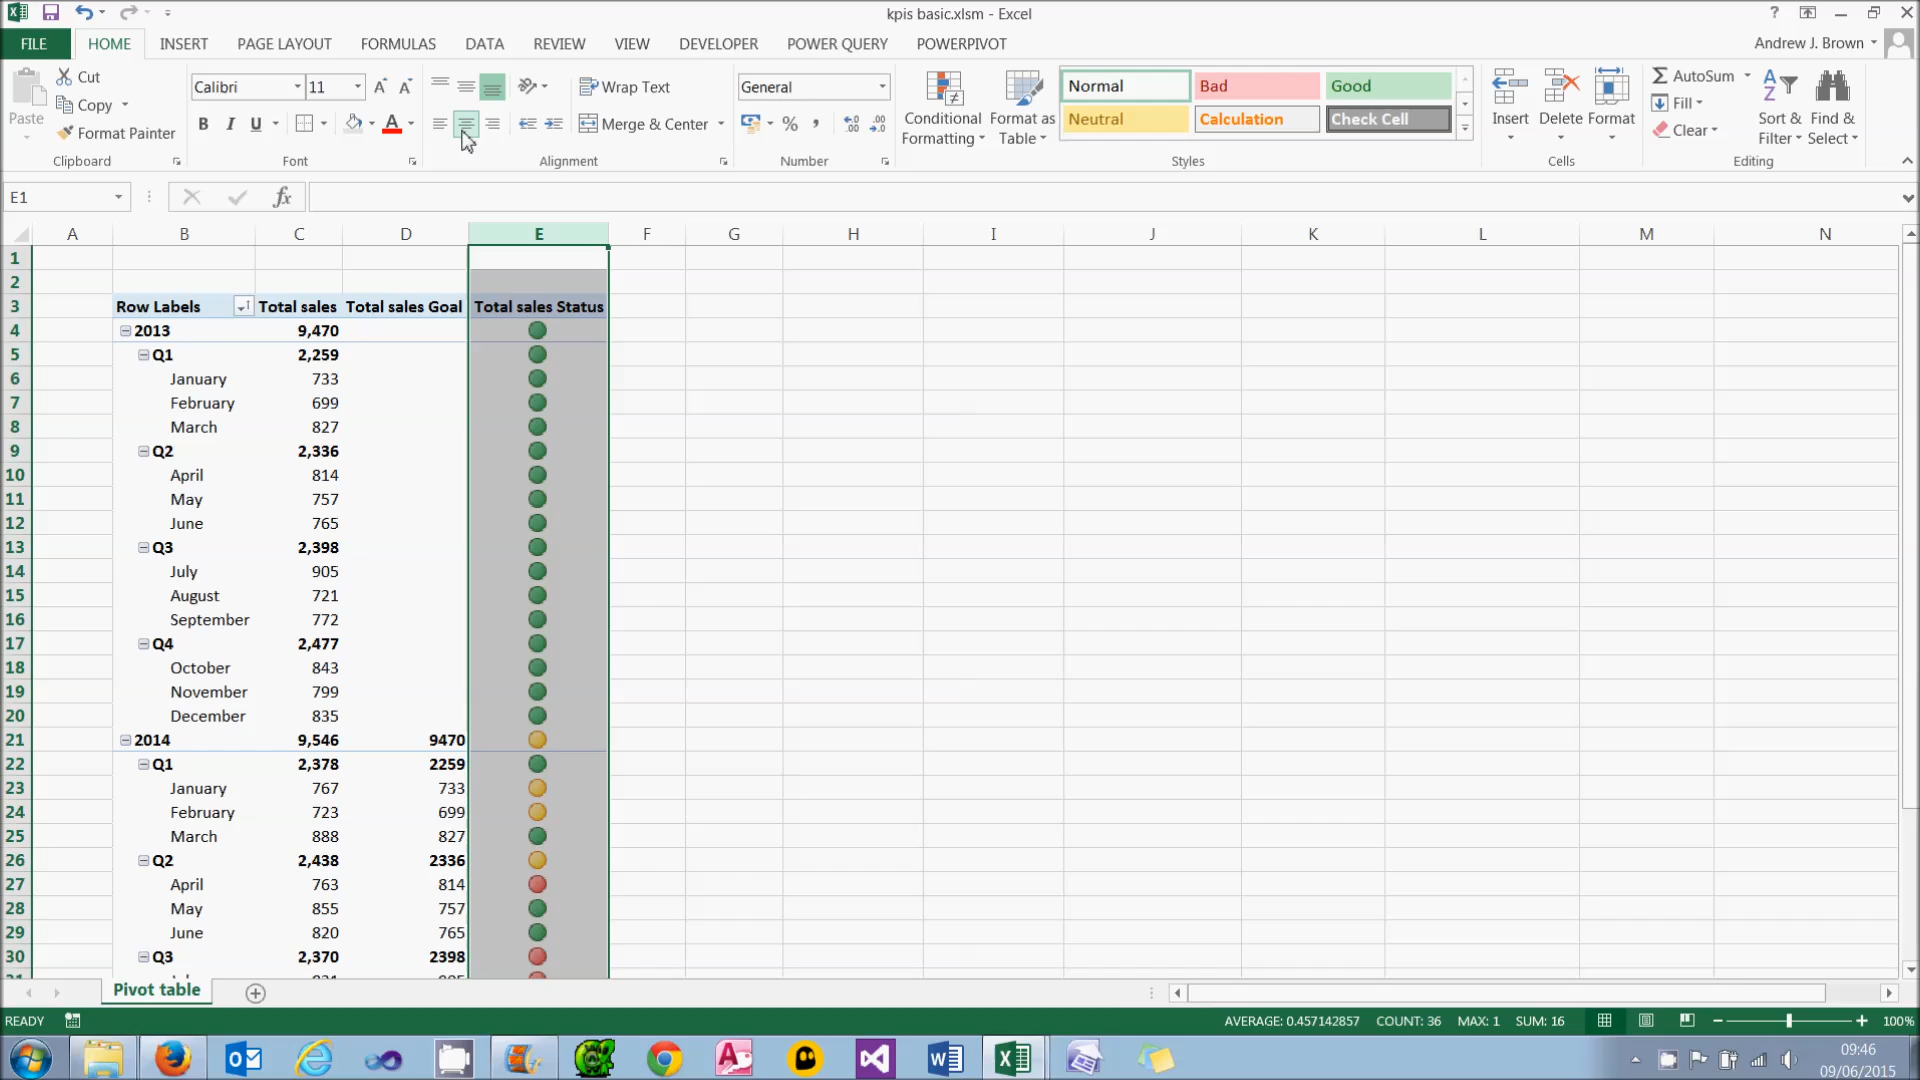 kpis basic.xlsm - Excel
FILE HOME INSERT PAGE LAYOUT FORMULAS DATA REVIEW VIEW DEVELOPER POWER QUERY POWERPIVOT Andrew J. Brown
Paste Cut Copy Format Painter Clipboard
Calibri 11 B I U A Font
Wrap Text Merge & Center Alignment
General % Number
Conditional Formatting Format as Table
Normal Bad Good
Neutral Calculation Check Cell
Styles
Insert Delete Format Cells
AutoSum Fill Clear Sort & Filter Find & Select Editing
E1 fx
A B C D E F G H I J K L M N
1
2
3 Row Labels Total sales Total sales Goal Total sales Status
4 2013 9,470
5 Q1 2,259
6 January 733
7 February 699
8 March 827
9 Q2 2,336
10 April 814
11 May 757
12 June 765
13 Q3 2,398
14 July 905
15 August 721
16 September 772
17 Q4 2,477
18 October 843
19 November 799
20 December 835
21 2014 9,546 9470
22 Q1 2,378 2259
23 January 767 733
24 February 723 699
25 March 888 827
26 Q2 2,438 2336
27 April 763 814
28 May 855 757
29 June 820 765
30 Q3 2,370 2398
Pivot table
READY AVERAGE: 0.457142857 COUNT: 36 MAX: 1 SUM: 16 100%
09:46
09/06/2015